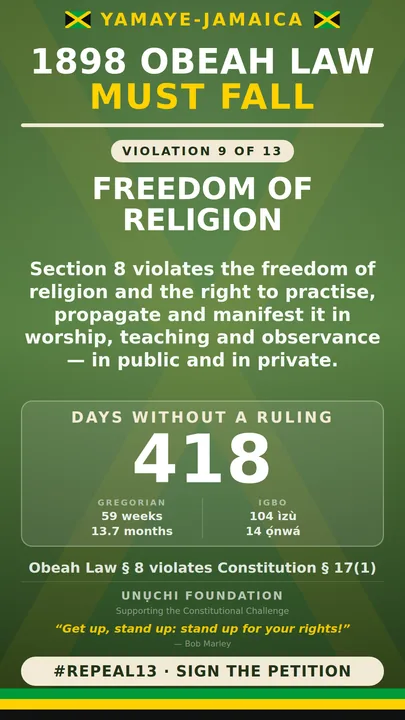 YAMAYE-JAMAICA
1898 OBEAH LAW
MUST FALL
VIOLATION 9 OF 13
FREEDOM OF
RELIGION
Section 8 violates the freedom of
religion and the right to practise,
propagate and manifest it in
worship, teaching and observance
— in public and in private.
DAYS WITHOUT A RULING
418
GREGORIAN
59 weeks
13.7 months
IGBO
104 ìzù
14 ọ́nwá
Obeah Law § 8 violates Constitution § 17(1)
UNỤCHI FOUNDATION
Supporting the Constitutional Challenge
“Get up, stand up: stand up for your rights!”
— Bob Marley
#REPEAL13 · SIGN THE PETITION